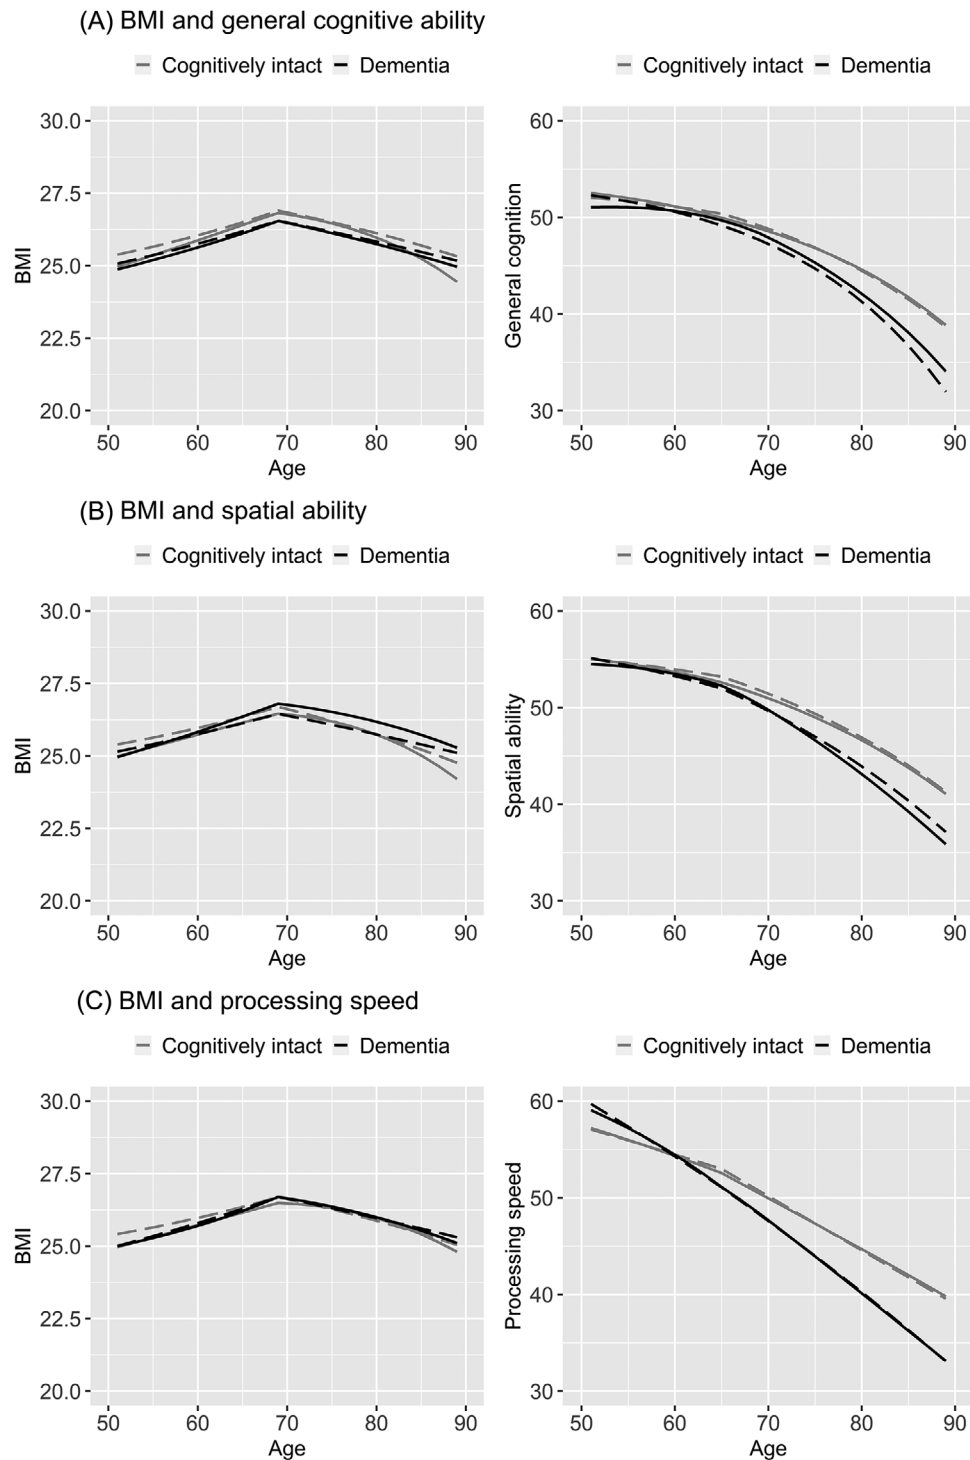 (A) BMI and general cognitive ability
Cognitively intact Dementia
30.0
27.5
25.0
22.5
20.0
BMI
50 60 70 80 90
Age
Cognitively intact Dementia
60
50
40
30
General cognition
50 60 70 80 90
Age
(B) BMI and spatial ability
Cognitively intact Dementia
30.0
27.5
25.0
22.5
20.0
BMI
50 60 70 80 90
Age
Cognitively intact Dementia
60
50
40
30
Spatial ability
50 60 70 80 90
Age
(C) BMI and processing speed
Cognitively intact Dementia
30.0
27.5
25.0
22.5
20.0
BMI
50 60 70 80 90
Age
Cognitively intact Dementia
60
50
40
30
Processing speed
50 60 70 80 90
Age